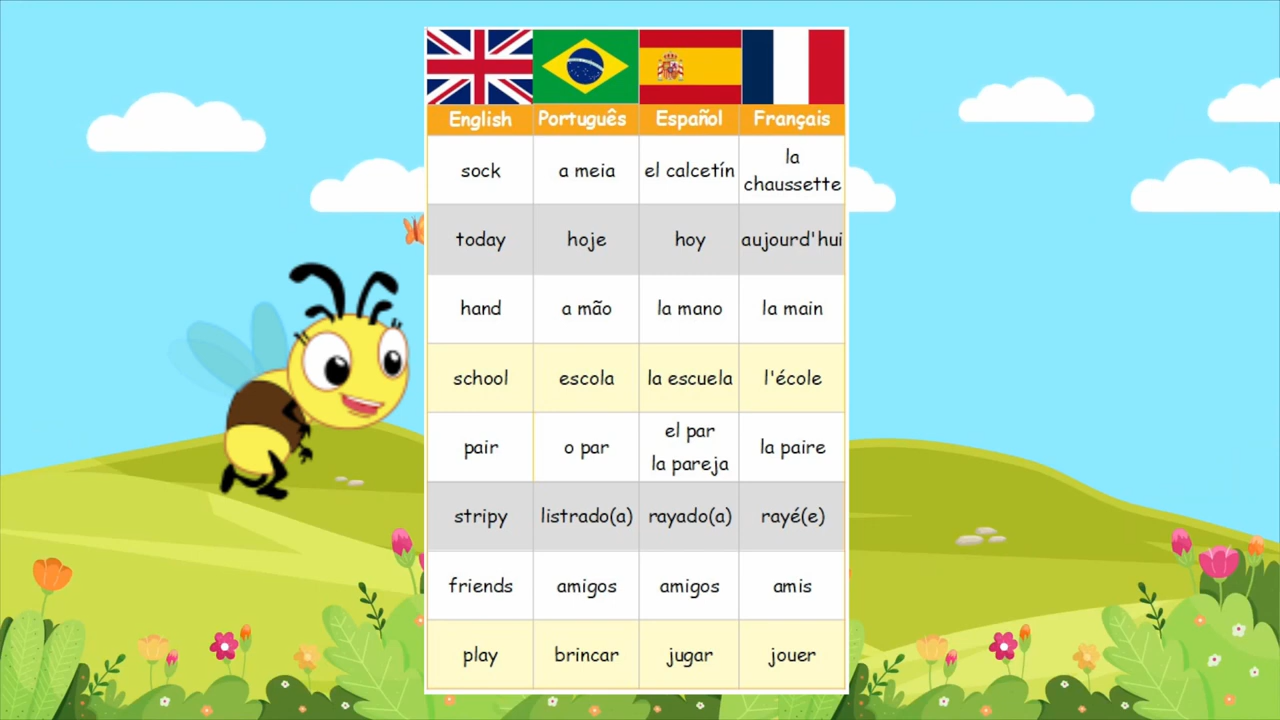 English Português Español Français
sock a meia el calcetín la chaussette
today hoje hoy aujourd'hui
hand a mão la mano la main
school escola la escuela l'école
pair o par el par la pareja la paire
stripy listrado(a) rayado(a) rayé(e)
friends amigos amigos amis
play brincar jugar jouer